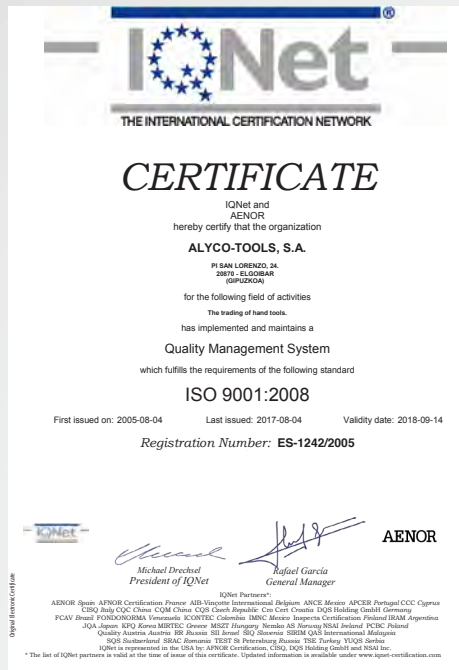 ®
IQNet
THE INTERNATIONAL CERTIFICATION NETWORK
CERTIFICATE
IQNet and
AENOR
hereby certify that the organization
ALYCO-TOOLS, S.A.
PI SAN LORENZO, 24.
20870 - ELGOIBAR
(GIPUZKOA)
for the following field of activities
The trading of hand tools.
has implemented and maintains a
Quality Management System
which fulfills the requirements of the following standard
ISO 9001:2008
First issued on: 2005-08-04 Last issued: 2017-08-04 Validity date: 2018-09-14
Registration Number: ES-1242/2005
IQNet
AENOR
Michael Drechsel Rafael García
President of IQNet General Manager
Original Electronic Certificate
IQNet Partners*:
AENOR Spain AFNOR Certification France AIB-Vinçotte International Belgium ANCE Mexico APCER Portugal CCC Cyprus
CISQ Italy CQC China CQM China CQS Czech Republic Cro Cert Croatia DQS Holding GmbH Germany
FCAV Brazil FONDONORMA Venezuela ICONTEC Colombia IMNC Mexico Inspecta Certification Finland IRAM Argentina
JQA Japan KFQ Korea MIRTEC Greece MSZT Hungary Nemko AS Norway NSAI Ireland PCBC Poland
Quality Austria Austria RR Russia SII Israel SIQ Slovenia SIRIM QAS International Malaysia
SQS Switzerland SRAC Romania TEST St Petersburg Russia TSE Turkey YUQS Serbia
IQNet is represented in the USA by: AFNOR Certification, CISQ, DQS Holding GmbH and NSAI Inc.
* The list of IQNet partners is valid at the time of issue of this certificate. Updated information is available under www.iqnet-certification.com